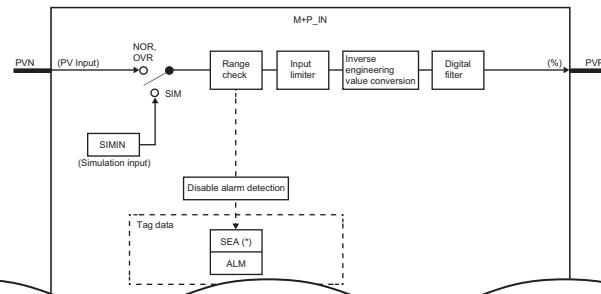 M+P_IN
PVN
(PV Input)
NOR,
OVR
SIM
Range
check
Input
limiter
Inverse
engineering
value conversion
Digital
filter
(%)
SIMIN
(Simulation input)
Disable alarm detection
Tag data
SEA (*)
ALM